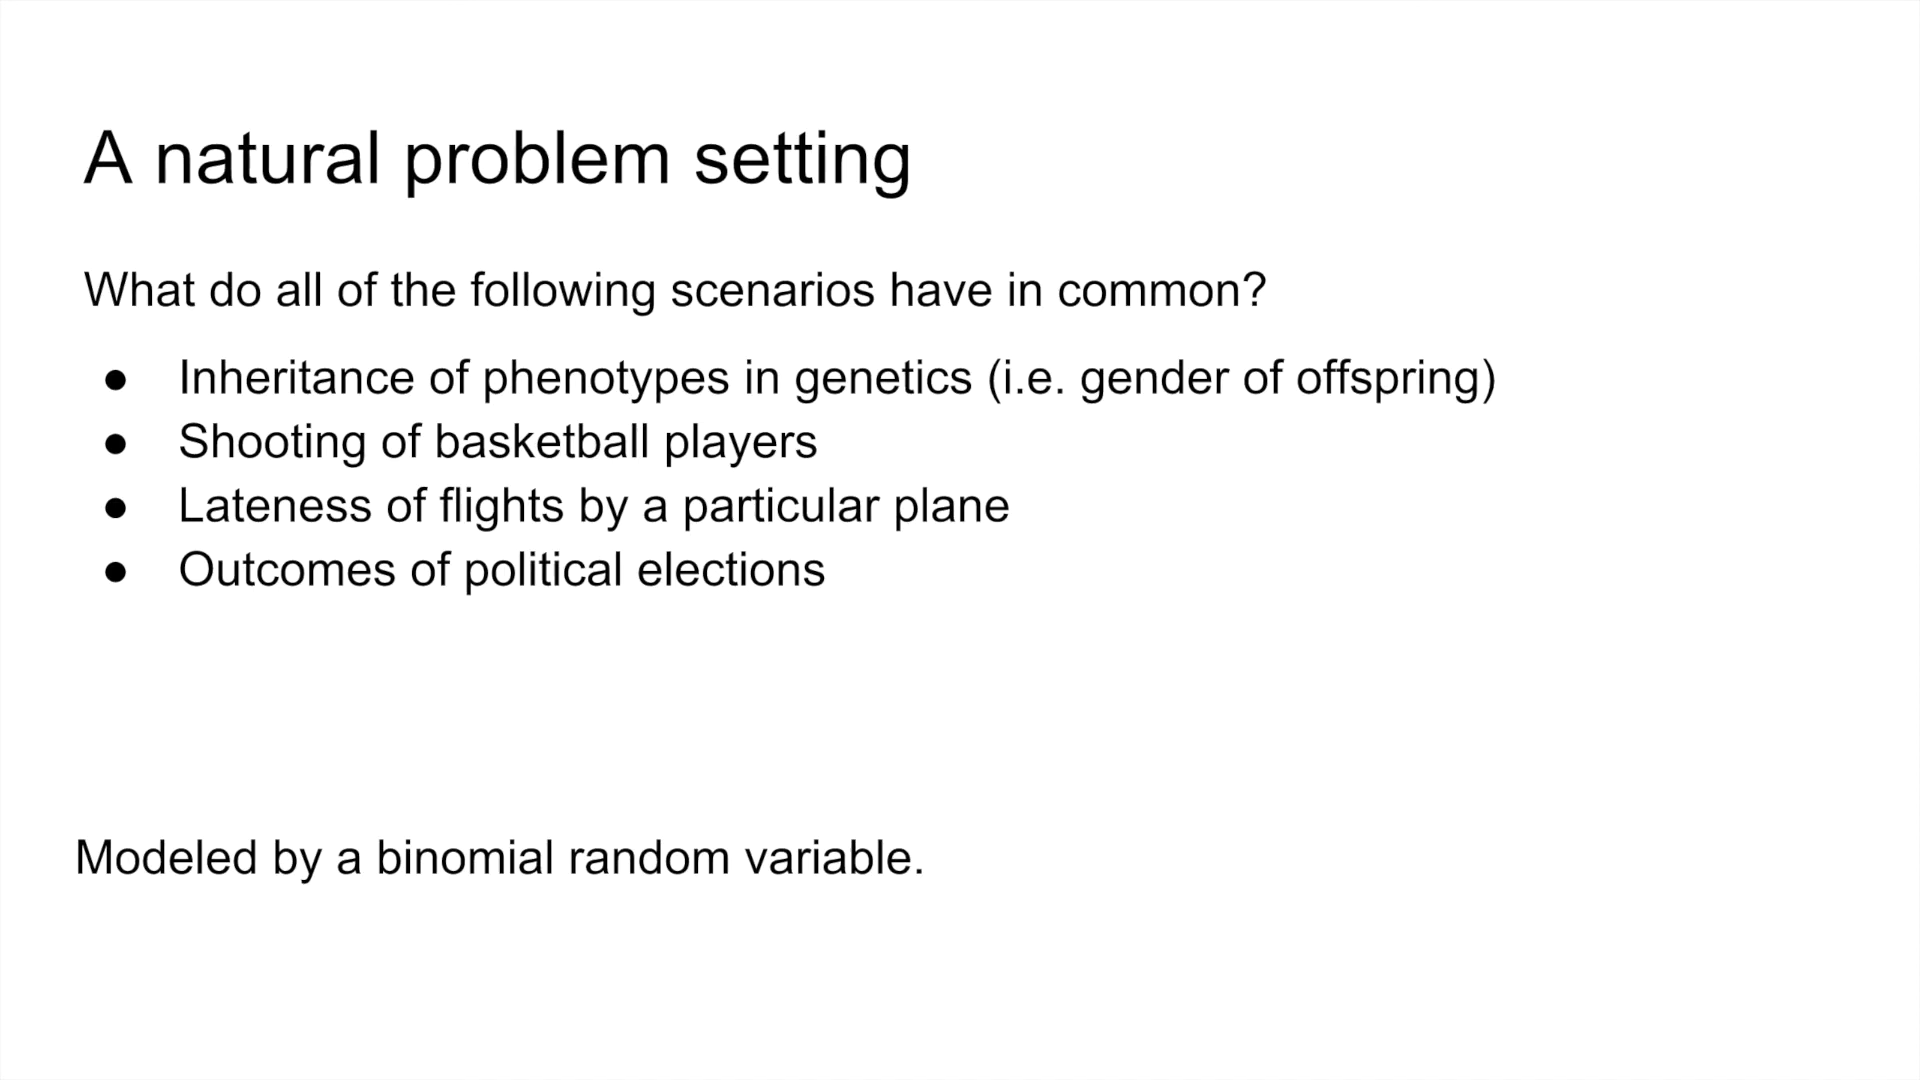 A natural problem setting
What do all of the following scenarios have in common?
● Inheritance of phenotypes in genetics (i.e. gender of offspring)
● Shooting of basketball players
● Lateness of flights by a particular plane
● Outcomes of political elections
Modeled by a binomial random variable.